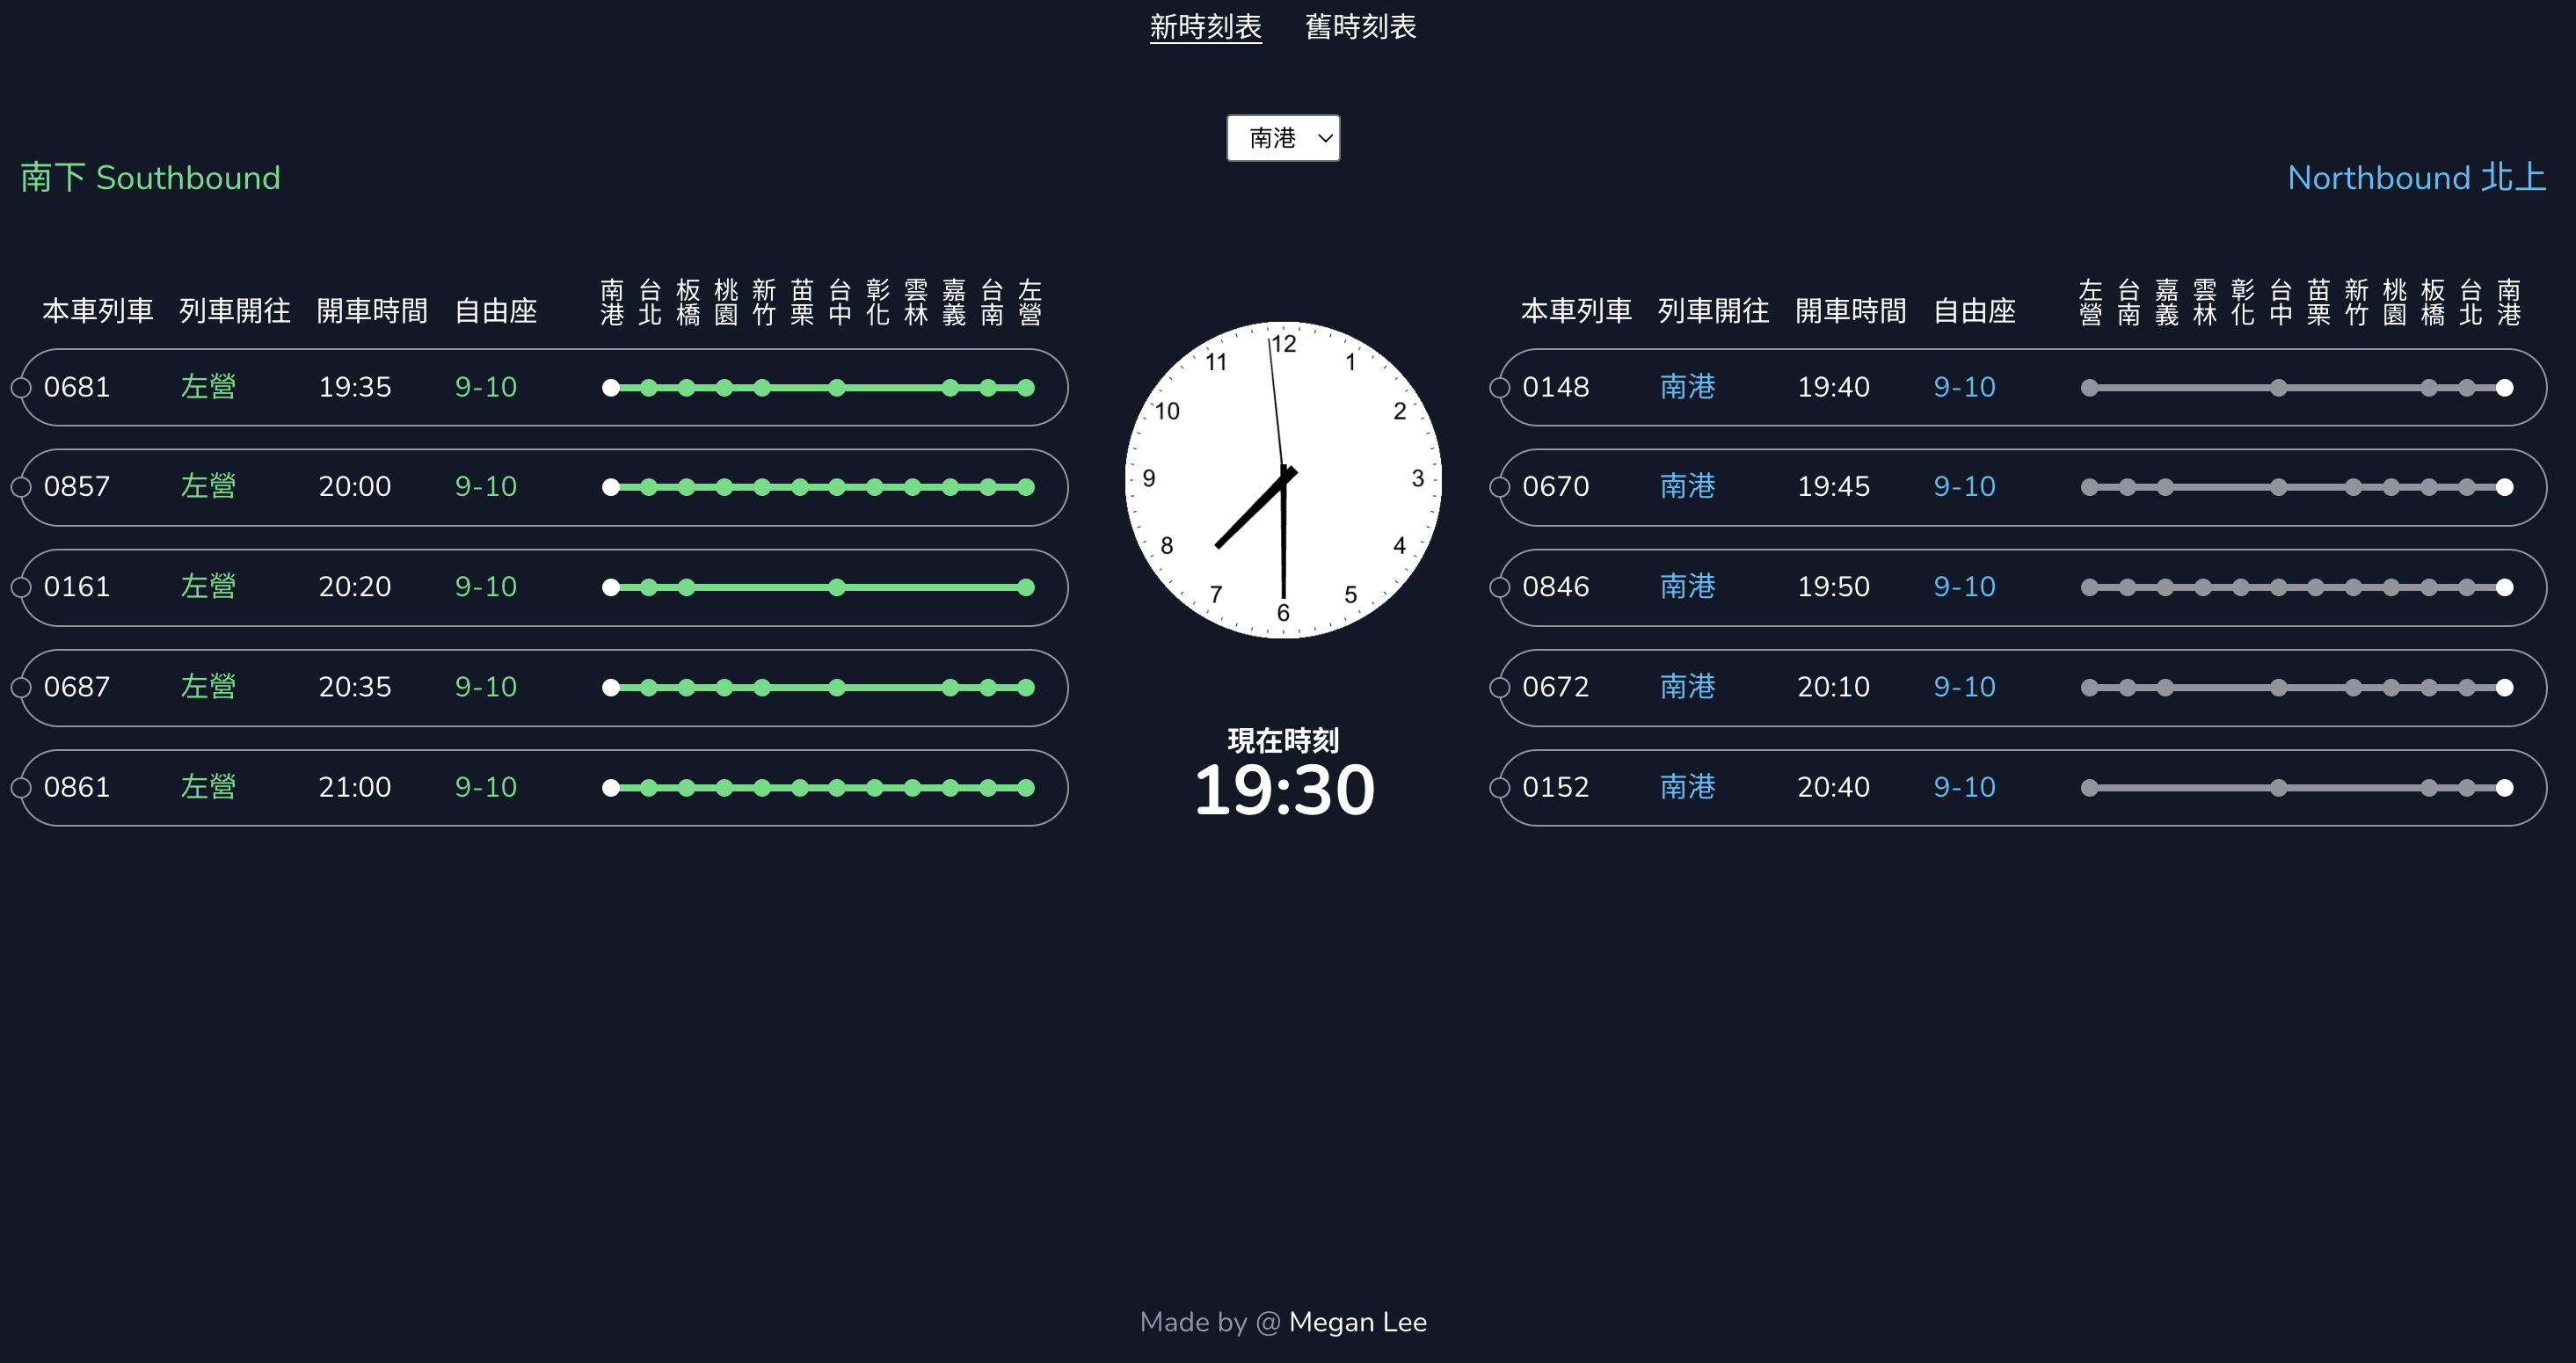 新時刻表 舊時刻表
南港
南下 Southbound
Northbound 北上
本車列車 列車開往 開車時間 自由座 南港 台北 板橋 桃園 新竹 苗栗 台中 彰化 雲林 嘉義 台南 左營
0681 左營 19:35 9-10
0857 左營 20:00 9-10
0161 左營 20:20 9-10
0687 左營 20:35 9-10
0861 左營 21:00 9-10
12
1
2
3
4
5
6
7
8
9
10
11
現在時刻
19:30
本車列車 列車開往 開車時間 自由座 左營 台南 嘉義 雲林 彰化 台中 苗栗 新竹 桃園 板橋 台北 南港
0148 南港 19:40 9-10
0670 南港 19:45 9-10
0846 南港 19:50 9-10
0672 南港 20:10 9-10
0152 南港 20:40 9-10
Made by @ Megan Lee